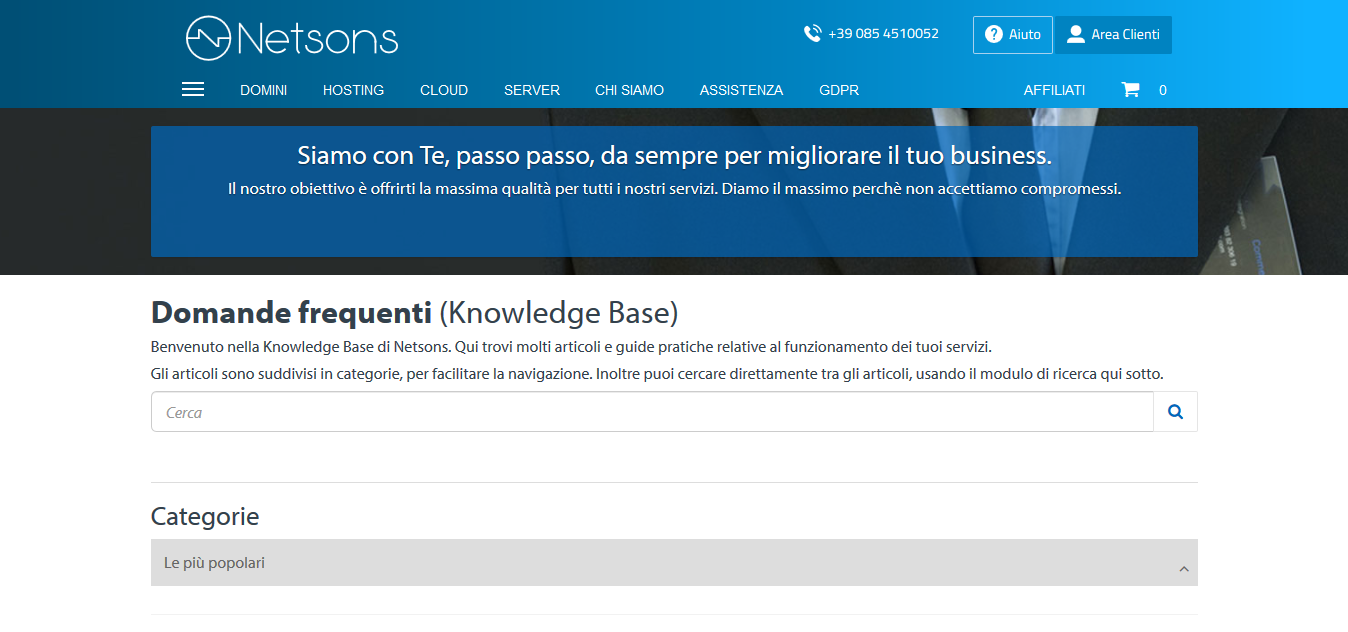 Netsons
+39 085 4510052
Aiuto
Area Clienti
DOMINI
HOSTING
CLOUD
SERVER
CHI SIAMO
ASSISTENZA
GDPR
AFFILIATI
0
Siamo con Te, passo passo, da sempre per migliorare il tuo business.
Il nostro obiettivo è offrirti la massima qualità per tutti i nostri servizi. Diamo il massimo perchè non accettiamo compromessi.
Domande frequenti (Knowledge Base)
Benvenuto nella Knowledge Base di Netsons. Qui trovi molti articoli e guide pratiche relative al funzionamento dei tuoi servizi.
Gli articoli sono suddivisi in categorie, per facilitare la navigazione. Inoltre puoi cercare direttamente tra gli articoli, usando il modulo di ricerca qui sotto.
Cerca
Categorie
Le più popolari